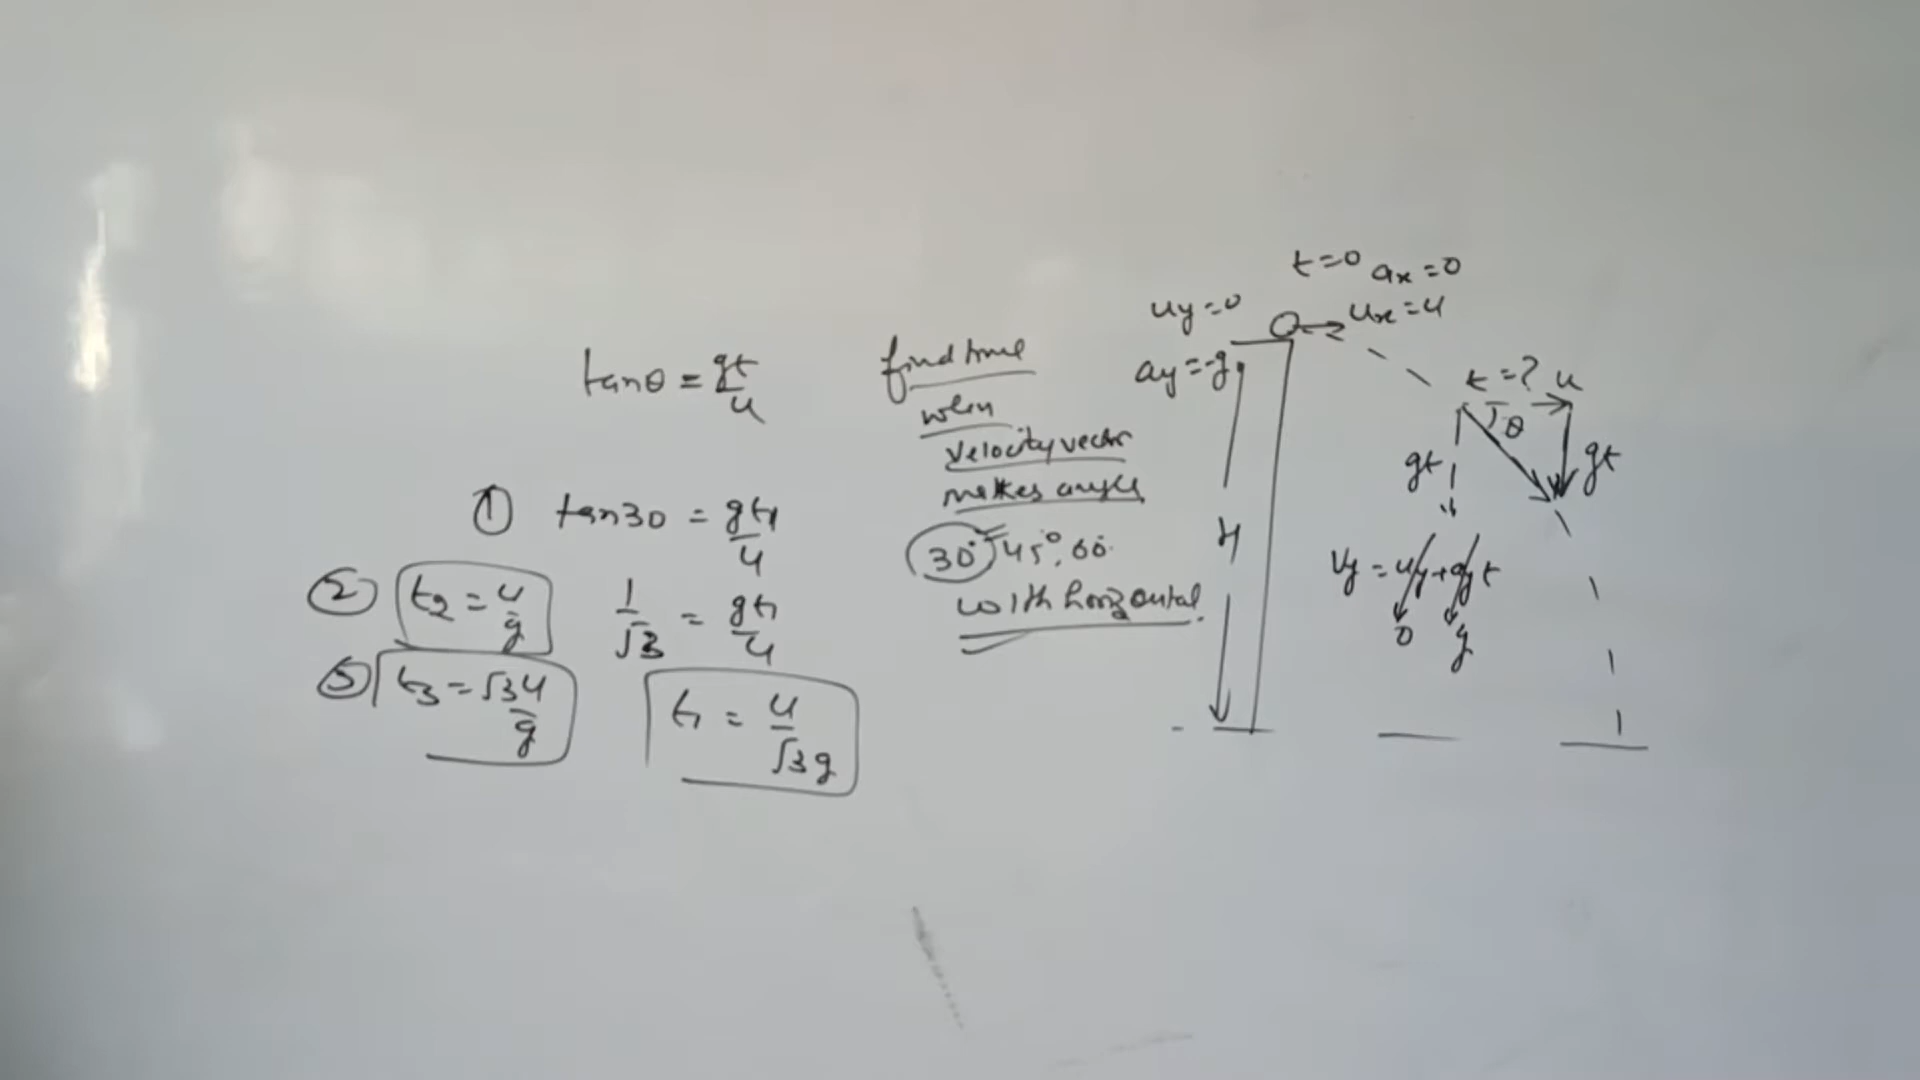 tanθ = gt/u
① tan30 = gt1/u
② t2 = u/g
1/√3 = gt1/u
③ t3 = √3u/g
t1 = u/√3g
find time
when
velocity vector
makes angle
30°, 45°, 60°
with horizontal.
t=0 ax=0
uy=0
ux=u
ay=-g
t=? u
θ
gt
gt
H
Vy = uy+gyt
0 g